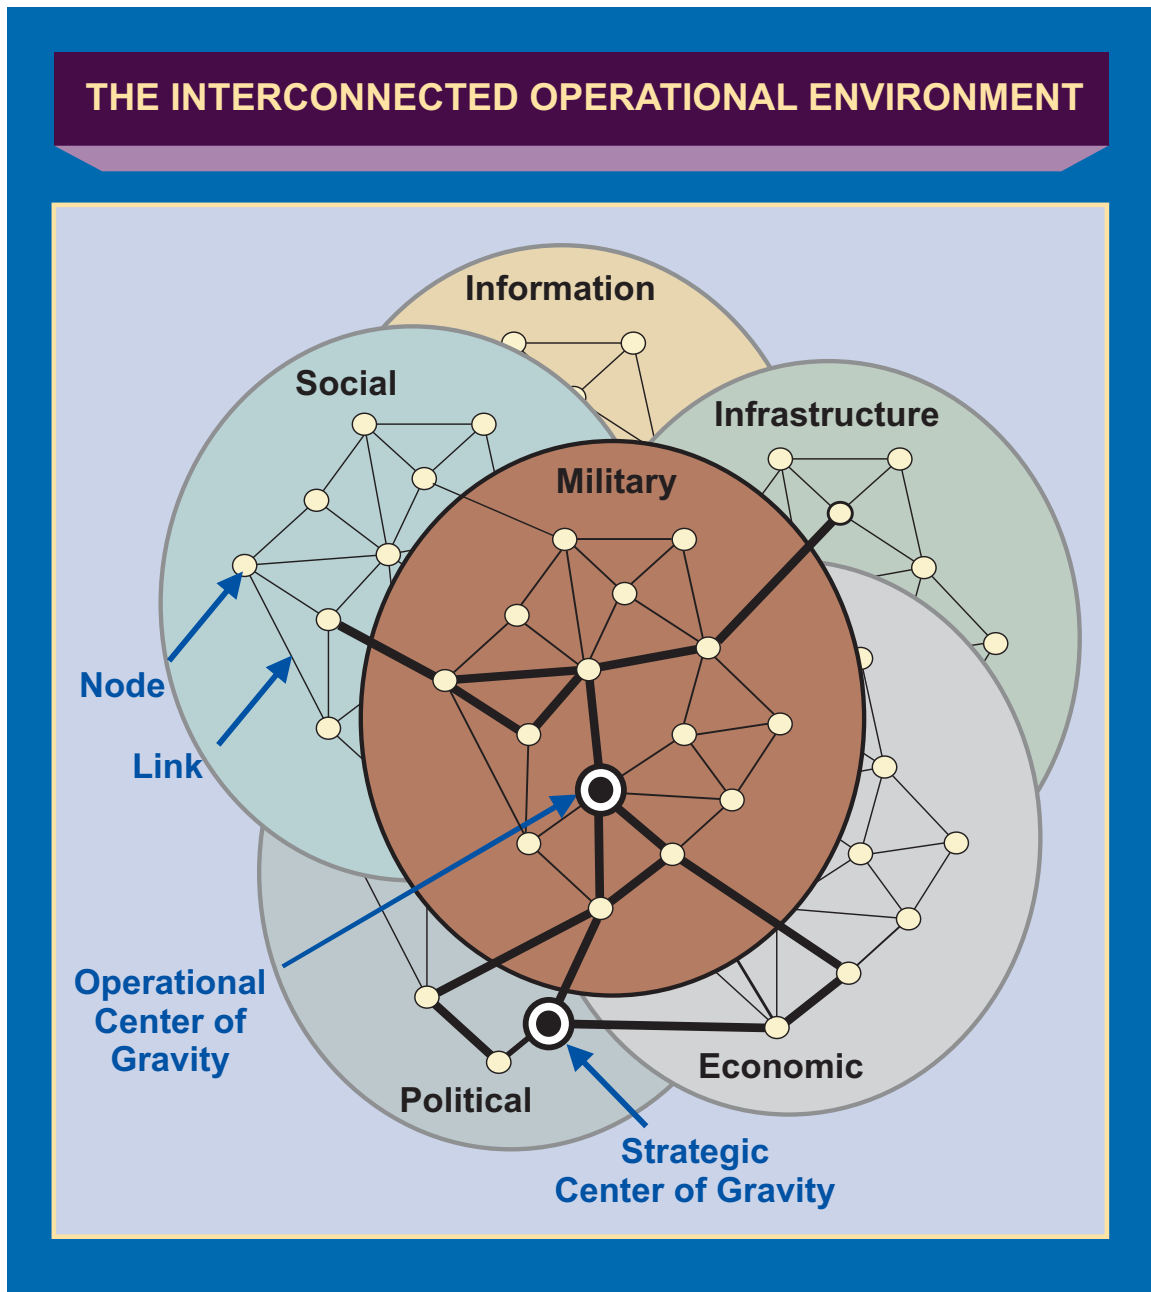 THE INTERCONNECTED OPERATIONAL ENVIRONMENT
Information
Social
Infrastructure
Military
Node
Link
Operational
Center of
Gravity
Economic
Political
Strategic
Center of Gravity